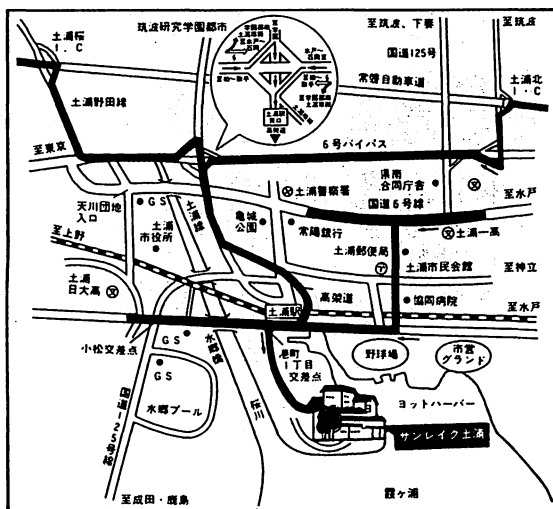 土浦桜
I.C
筑波研究学園都市
至筑波、下妻
至筑波
国道125号
土浦北
I・C
常磐自動車道
土浦野田線
至東京
6号バイパス
土浦警察署
県南
合同庁舎
至水戸
国道6号線
天川団地
入口
GS
土浦
市役所
亀城
公園
常陽銀行
土浦一高
至上野
土浦郵便局
土浦市民会館
至神立
土浦
日大高
高架道
協同病院
至水戸
土浦駅
小松交差点
GS
GS
港町
1丁目
交差点
野球場
市営
グランド
国道125号線
水郷プール
ヨットハーバー
サンレイク土浦
至成田・鹿島
霞ヶ浦